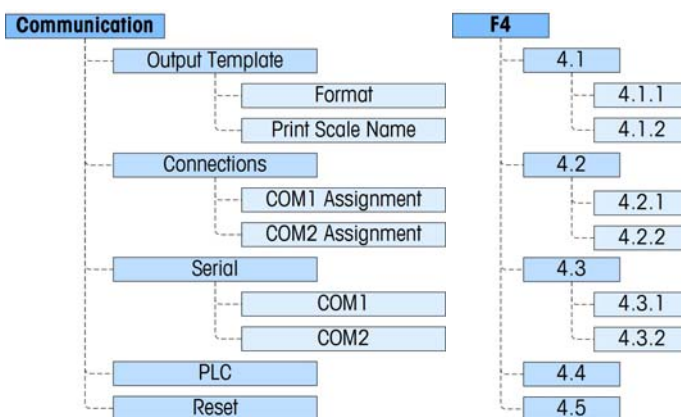 Communication F4
Output Template 4.1
Format 4.1.1
Print Scale Name 4.1.2
Connections 4.2
COM1 Assignment 4.2.1
COM2 Assignment 4.2.2
Serial 4.3
COM1 4.3.1
COM2 4.3.2
PLC 4.4
Reset 4.5